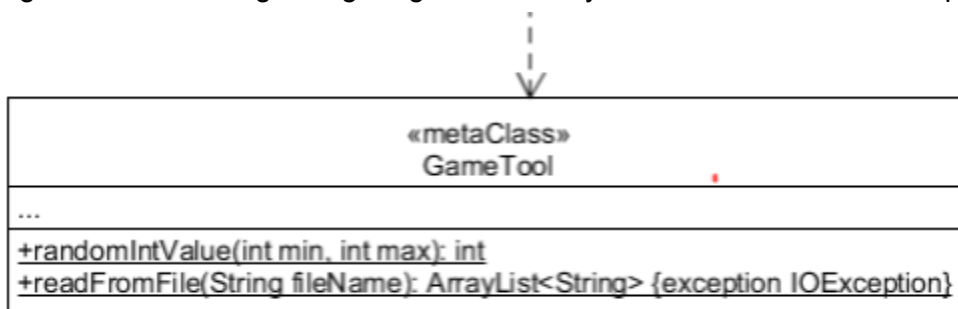 «metaClass»
GameTool
...
+randomIntValue(int min, int max): int
+readFromFile(String fileName): ArrayList<String> {exception IOException}